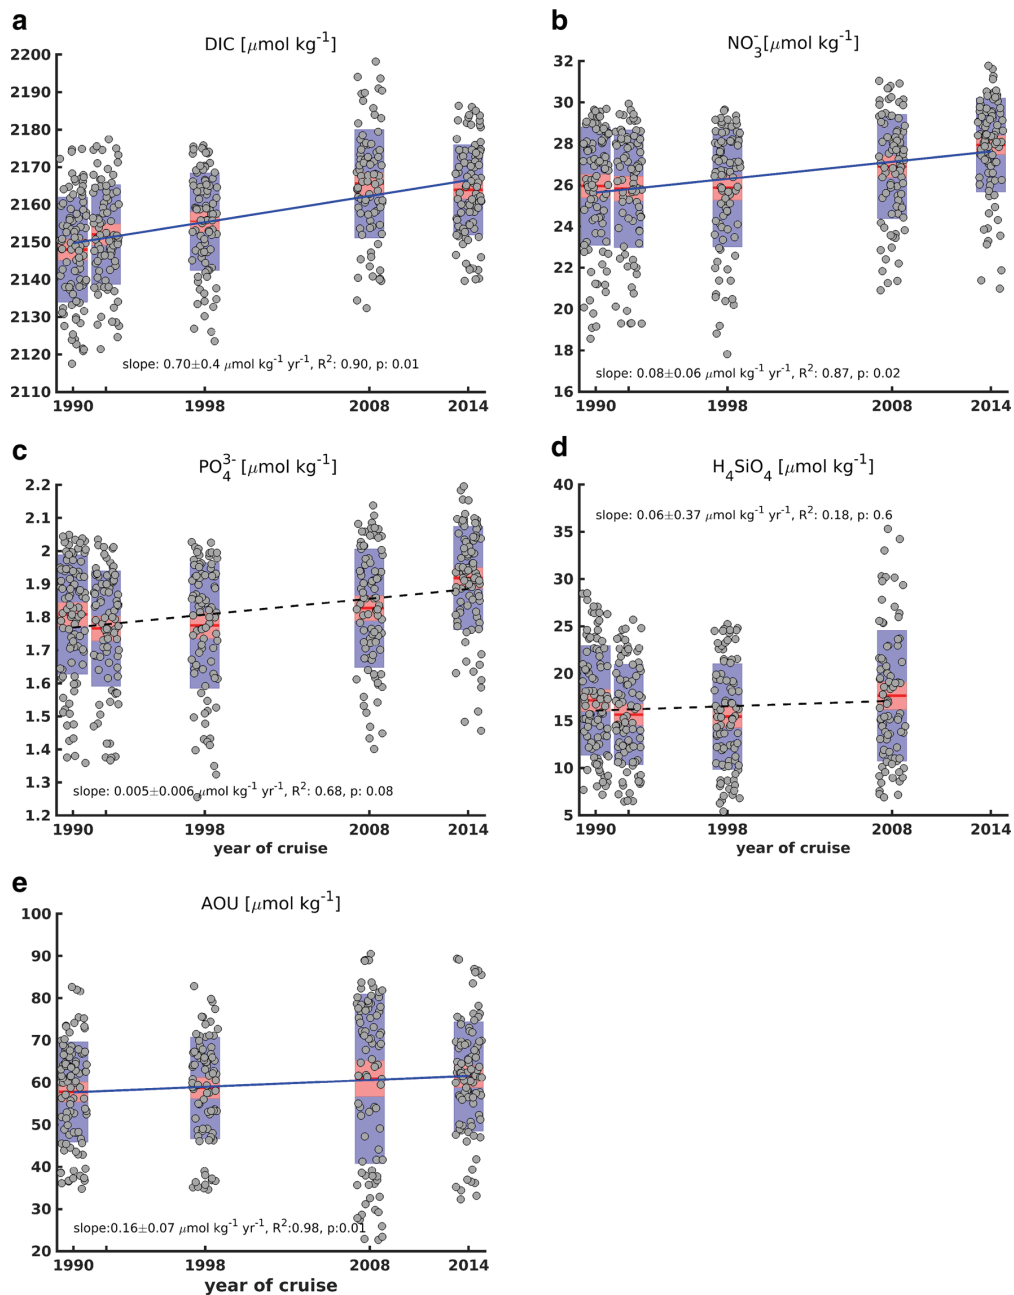 a
DIC [μmol kg⁻¹]
2200
2190
2180
2170
2160
2150
2140
2130
2120
2110
slope: 0.70±0.4 μmol kg⁻¹ yr⁻¹, R²: 0.90, p: 0.01
1990 1998 2008 2014
b
NO₃⁻[μmol kg⁻¹]
32
30
28
26
24
22
20
18
16
slope: 0.08±0.06 μmol kg⁻¹ yr⁻¹, R²: 0.87, p: 0.02
1990 1998 2008 2014
c
PO₄³⁻ [μmol kg⁻¹]
2.2
2.1
2
1.9
1.8
1.7
1.6
1.5
1.4
1.3
1.2
slope: 0.005±0.006 μmol kg⁻¹ yr⁻¹, R²: 0.68, p: 0.08
1990 1998 2008 2014
year of cruise
d
H₄SiO₄ [μmol kg⁻¹]
slope: 0.06±0.37 μmol kg⁻¹ yr⁻¹, R²: 0.18, p: 0.6
40
35
30
25
20
15
10
5
1990 1998 2008 2014
year of cruise
e
AOU [μmol kg⁻¹]
100
90
80
70
60
50
40
30
20
slope:0.16±0.07 μmol kg⁻¹ yr⁻¹, R²:0.98, p:0.01
1990 1998 2008 2014
year of cruise